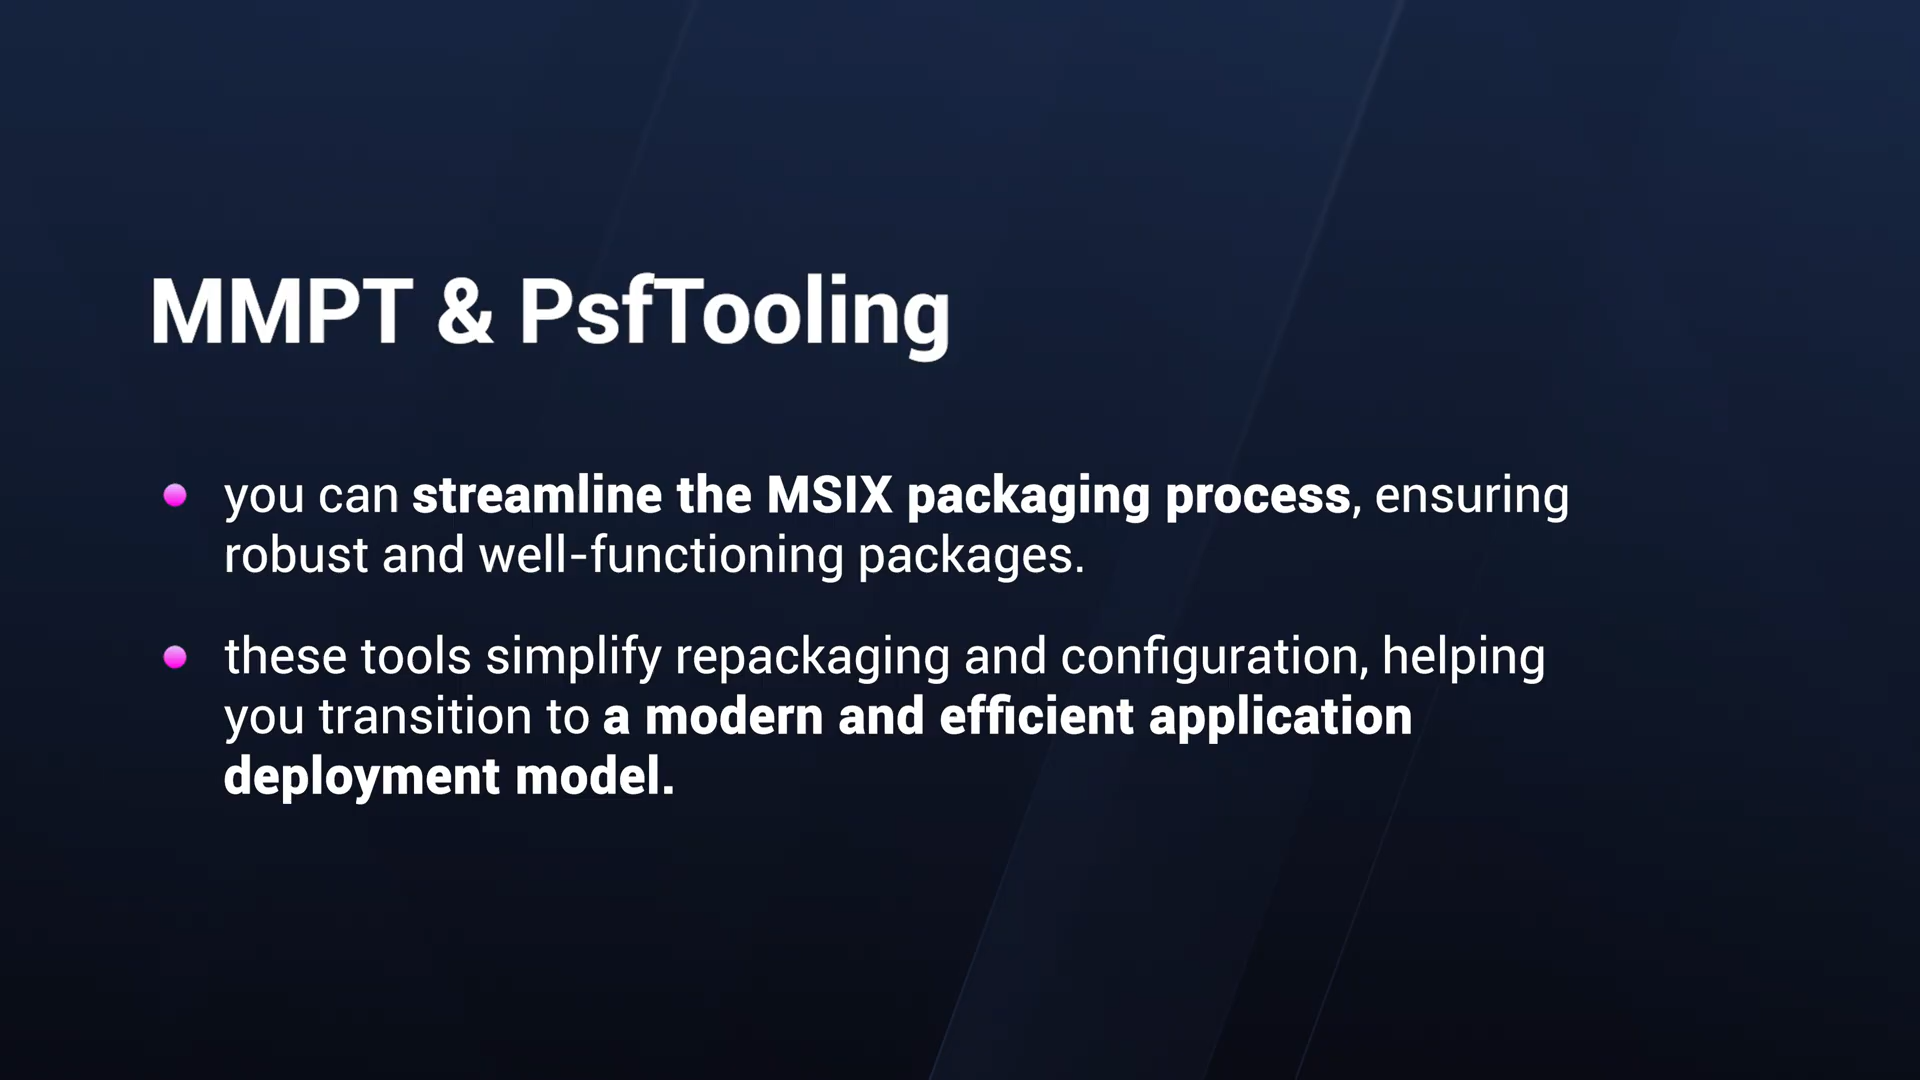 MMPT & PsfTooling
you can streamline the MSIX packaging process, ensuring
robust and well-functioning packages.
these tools simplify repackaging and configuration, helping
you transition to a modern and efficient application
deployment model.